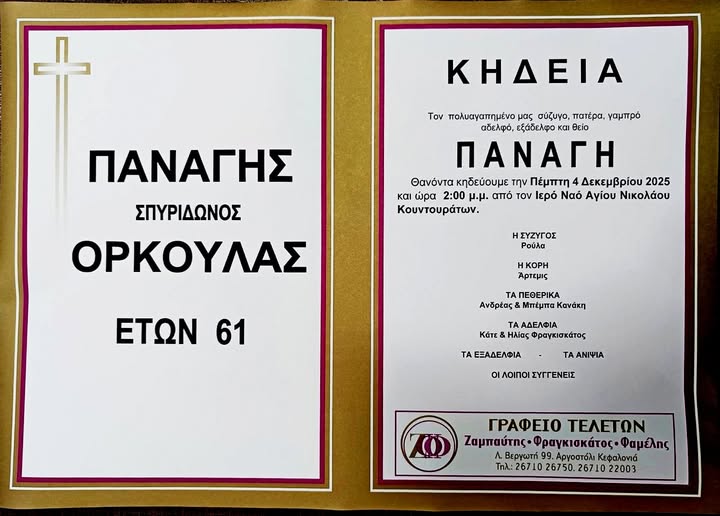 ΠΑΝΑΓΗΣ
ΣΠΥΡΙΔΩΝΟΣ
ΟΡΚΟΥΛΑΣ
ΕΤΩΝ 61
ΚΗΔΕΙΑ
Τον πολυαγαπημένο μας σύζυγο, πατέρα, γαμπρό
αδελφό, εξάδελφο και θείο
ΠΑΝΑΓΗ
Θανόντα κηδεύουμε την Πέμπτη 4 Δεκεμβρίου 2025
και ώρα 2:00 μ.μ. από τον Ιερό Ναό Αγίου Νικολάου
Κουντουράτων.
Η ΣΥΖΥΓΟΣ
Ρούλα
Η ΚΟΡΗ
Άρτεμις
ΤΑ ΠΕΘΕΡΙΚΑ
Ανδρέας & Μπέμπα Κανάκη
ΤΑ ΑΔΕΛΦΙΑ
Κάτε & Ηλίας Φραγκισκάτος
ΤΑ ΕΞΑΔΕΛΦΙΑ - ΤΑ ΑΝΙΨΙΑ
ΟΙ ΛΟΙΠΟΙ ΣΥΓΓΕΝΕΙΣ
ΖΦΦ
ΓΡΑΦΕΙΟ ΤΕΛΕΤΩΝ
Ζαμπαύτης • Φραγκισκάτος • Φαμέλης
Λ. Βεργωτή 99. Αργοστόλι Κεφαλονιά
Τηλ.: 26710 26750. 26710 22003